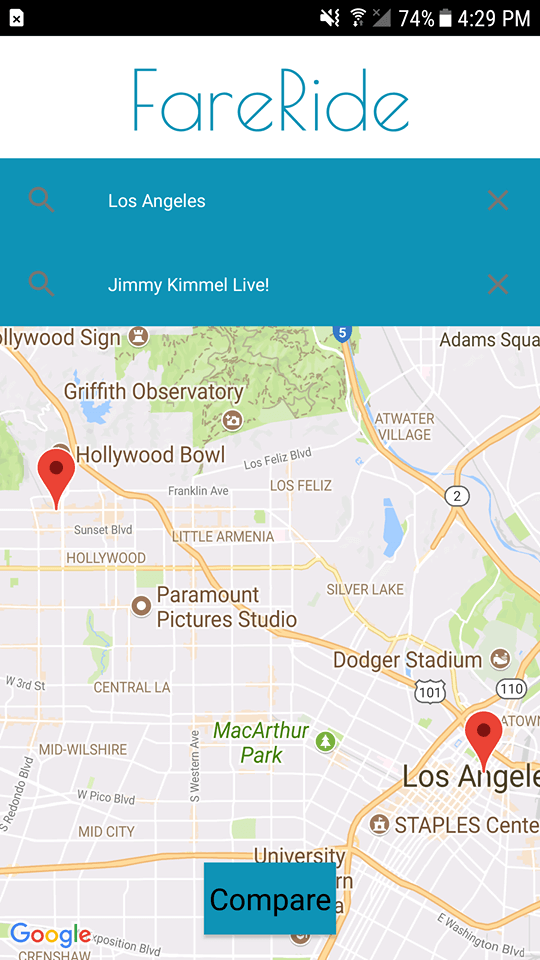 74% 4:29 PM
FareRide
Los Angeles
Jimmy Kimmel Live!
ollywood Sign
5
Adams Squa
Griffith Observatory
ATWATER
VILLAGE
Hollywood Bowl
Los Feliz Blvd
Franklin Ave
LOS FELIZ
2
Sunset Blvd
LITTLE ARMENIA
HOLLYWOOD
Paramount
Pictures Studio
SILVER LAKE
Dodger Stadium
W 3rd St
CENTRAL LA
101
110
ATOWN
MacArthur
Park
MID-WILSHIRE
S Western Ave
S Redondo Blvd
Los Angele
W Pico Blvd
MID CITY
STAPLES Cente
University
rn
Compare
a
Google
xposition Blvd
E Washington Blvd
CRENSHAW